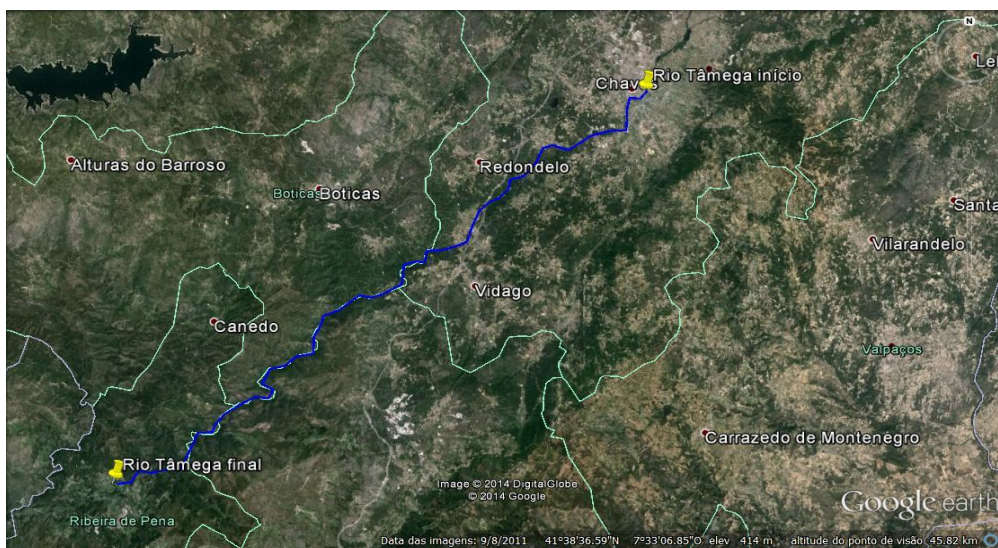 N
Lei
Rio Tâmega início
Chaves
Alturas do Barroso
Redondelo
Boticas
Boticas
Santa
Vilarandelo
Vidago
Canedo
Valpaços
Carrazedo de Montenegro
Rio Tâmega final
Image © 2014 DigitalGlobe
© 2014 Google
Google earth
Ribeira de Pena
Data das imagens: 9/8/2011 41°38'36.59"N 7°33'06.85"O elev 414 m altitude do ponto de visão 45.82 km